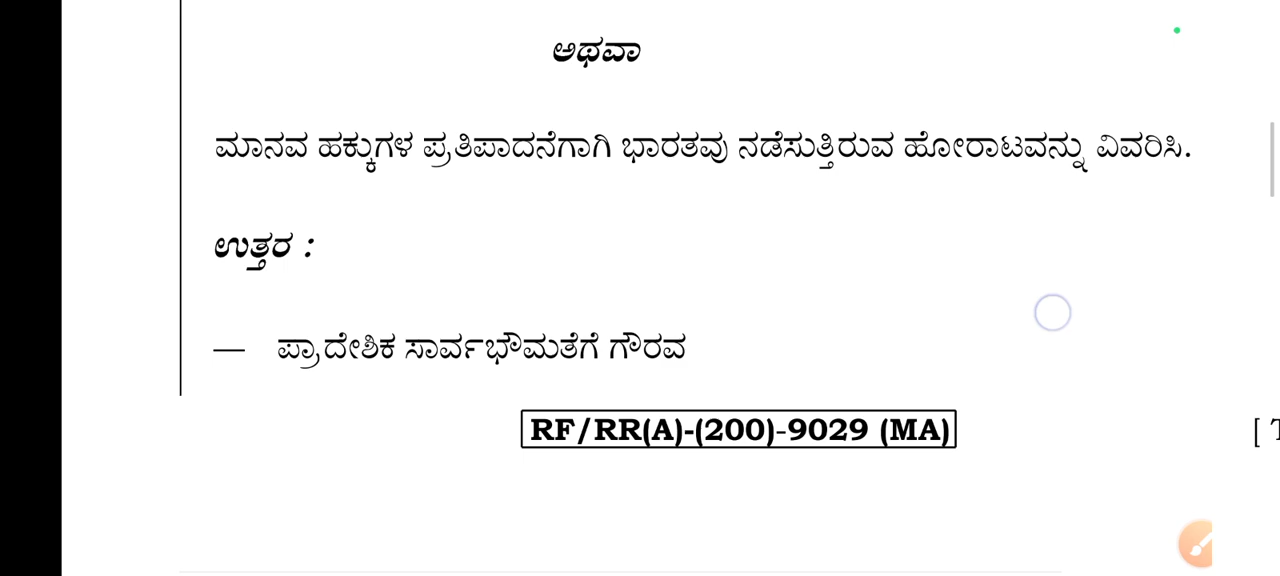 ಅಥವಾ
ಮಾನವ ಹಕ್ಕುಗಳ ಪ್ರತಿಪಾದನೆಗಾಗಿ ಭಾರತವು ನಡೆಸುತ್ತಿರುವ ಹೋರಾಟವನ್ನು ವಿವರಿಸಿ.
ಉತ್ತರ :
— ಪ್ರಾದೇಶಿಕ ಸಾರ್ವಭೌಮತೆಗೆ ಗೌರವ
RF/RR(A)-(200)-9029 (MA)
[